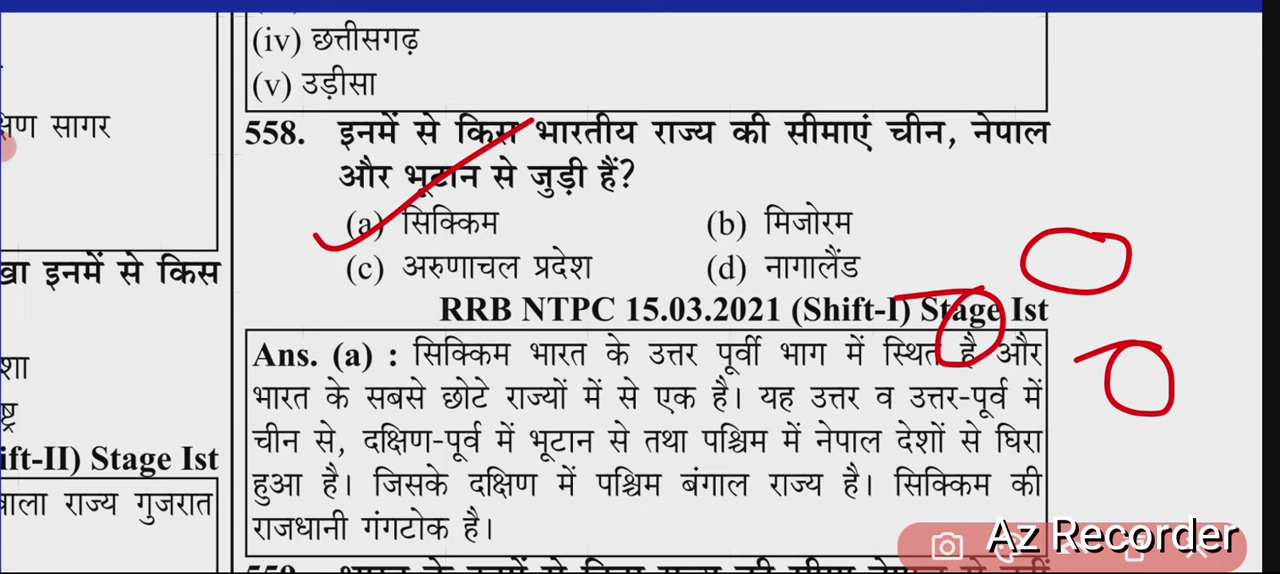 (iv) छत्तीसगढ़
(v) उड़ीसा
सागर
558. इनमें से किस भारतीय राज्य की सीमाएं चीन, नेपाल
और भूटान से जुड़ी हैं?
(a) सिक्किम (b) मिजोरम
(c) अरुणाचल प्रदेश (d) नागालैंड
इनमें से किस
RRB NTPC 15.03.2021 (Shift-I) Stage Ist
Ans. (a) : सिक्किम भारत के उत्तर पूर्वी भाग में स्थित है और
भारत के सबसे छोटे राज्यों में से एक है। यह उत्तर व उत्तर-पूर्व में
चीन से, दक्षिण-पूर्व में भूटान से तथा पश्चिम में नेपाल देशों से घिरा
हुआ है। जिसके दक्षिण में पश्चिम बंगाल राज्य है। सिक्किम की
राजधानी गंगटोक है।
ift-II) Stage Ist
वाला राज्य गुजरात
Az Recorder